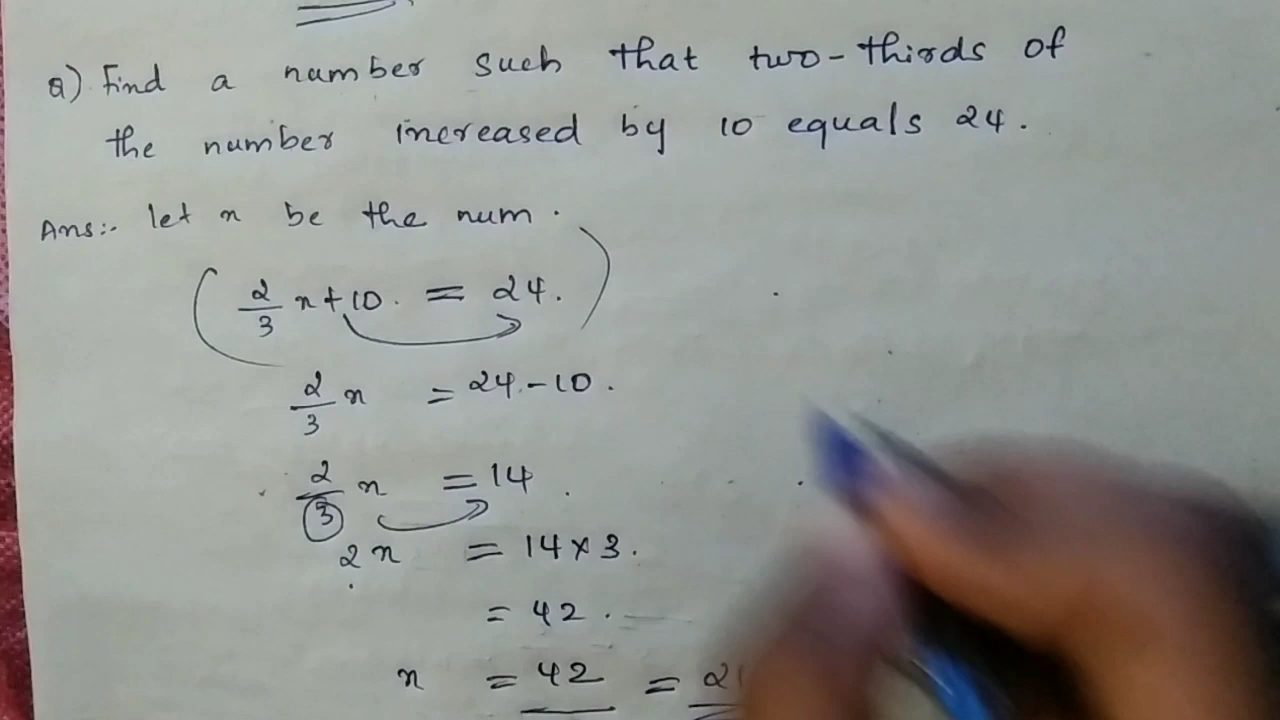 Q) Find a number such that two-thirds of
the number increased by 10 equals 24.
Ans:- let n be the num.
( 2/3 n + 10. = 24. )
2/3 n = 24 - 10.
2/3 n = 14.
2n = 14 × 3.
= 42.
n = 42 =